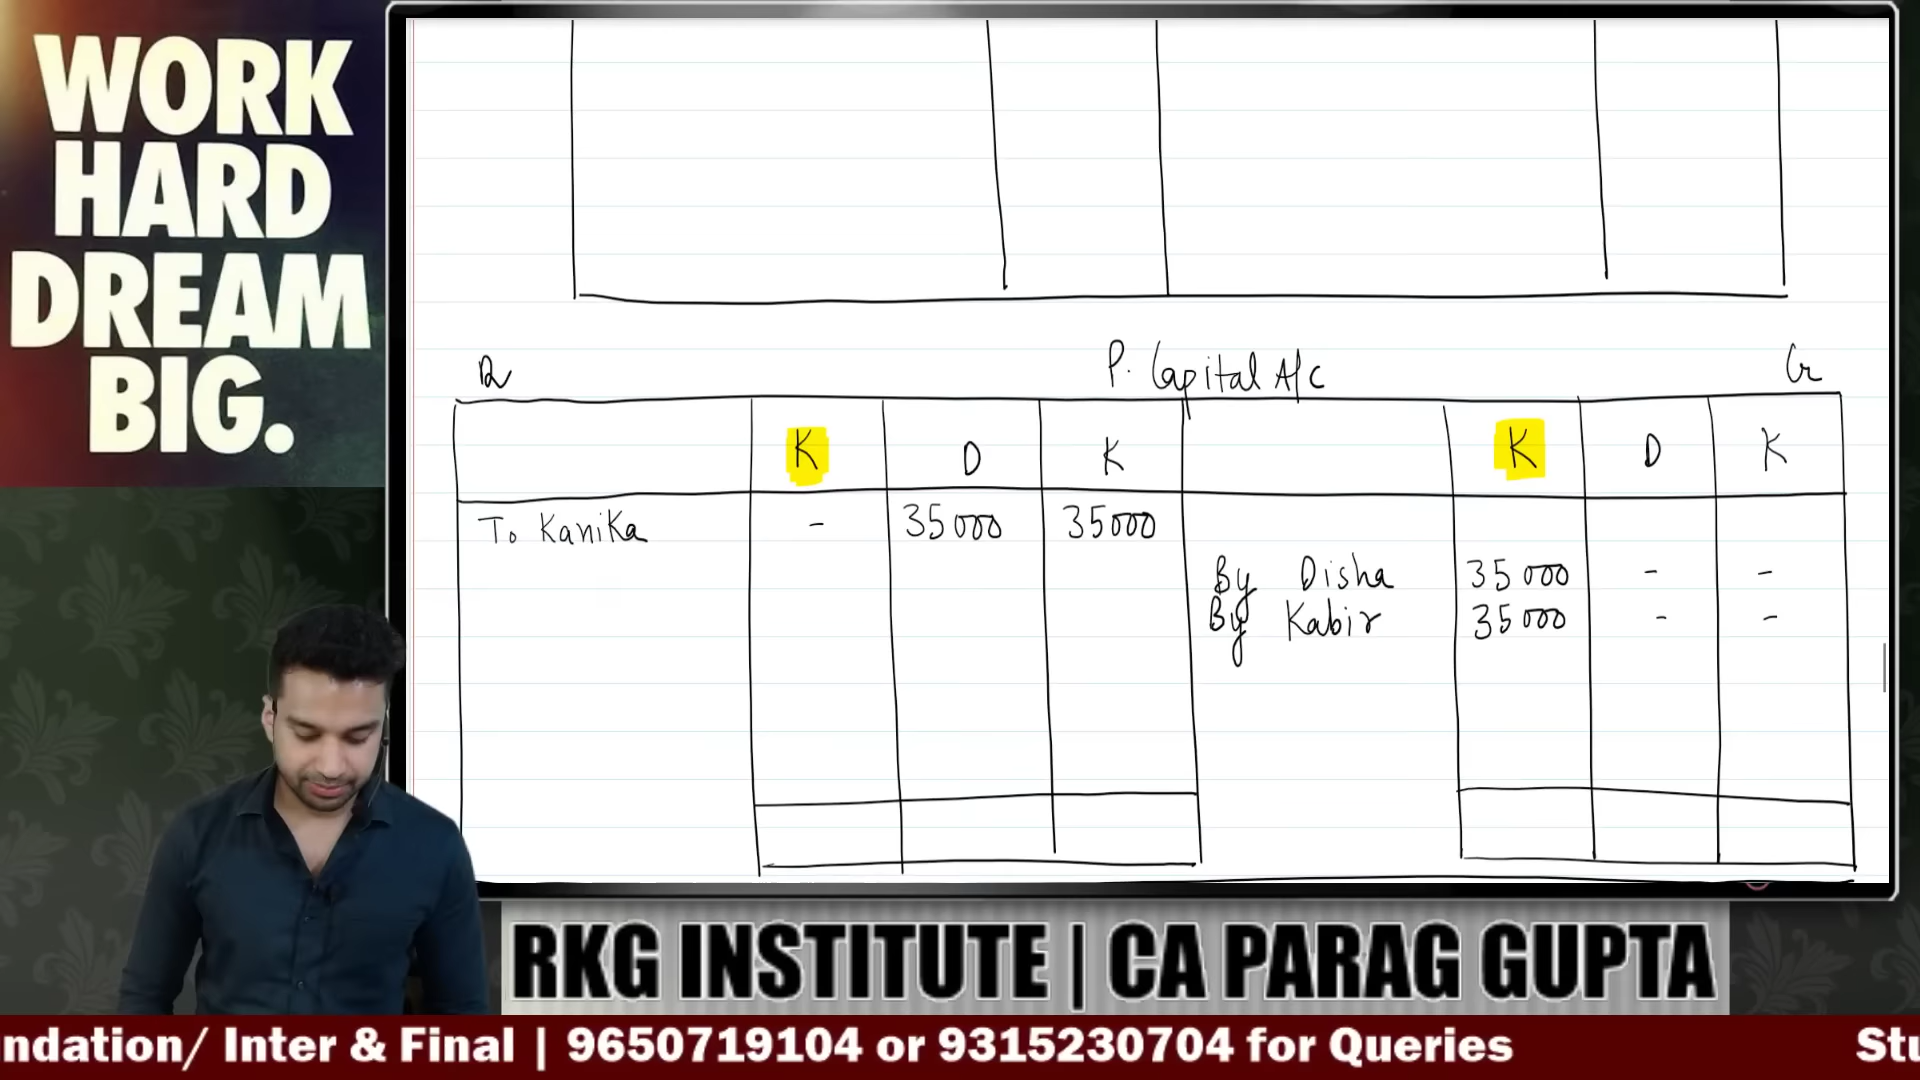 WORK
HARD
DREAM
BIG.
Dr P. Capital A/c Cr
K D K K D K
To Kanika - 35000 35000
By Disha 35000 - -
By Kabir 35000 - -
RKG INSTITUTE | CA PARAG GUPTA
ndation/ Inter & Final | 9650719104 or 9315230704 for Queries Stu